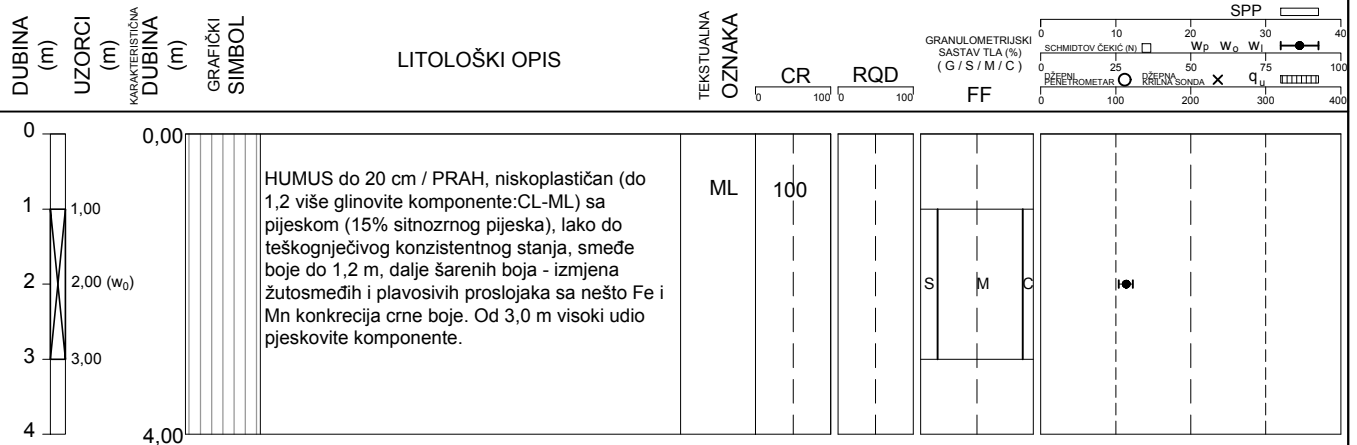 DUBINA
(m)
UZORCI
(m)
KARAKTERISTIČNA
DUBINA
(m)
GRAFIČKI
SIMBOL
LITOLOŠKI OPIS
TEKSTUALNA
OZNAKA
CR
0 100
RQD
0 100
GRANULOMETRIJSKI
SASTAV TLA (%)
( G / S / M / C )
FF
SPP
0 10 20 30 40
SCHMIDTOV ČEKIĆ (N) wP wo wl
0 25 50 75 100
DŽEPNI
PENETROMETAR
DŽEPNA
KRILNA SONDA
qu
0 100 200 300 400
0
1
2
3
4
1,00
2,00 (w0)
3,00
0,00
4,00
HUMUS do 20 cm / PRAH, niskoplastičan (do
1,2 više glinovite komponente:CL-ML) sa
pijeskom (15% sitnozrnog pijeska), lako do
teškognječivog konzistentnog stanja, smeđe
boje do 1,2 m, dalje šarenih boja - izmjena
žutosmeđih i plavosivih proslojaka sa nešto Fe i
Mn konkrecija crne boje. Od 3,0 m visoki udio
pjeskovite komponente.
ML
100
S M C